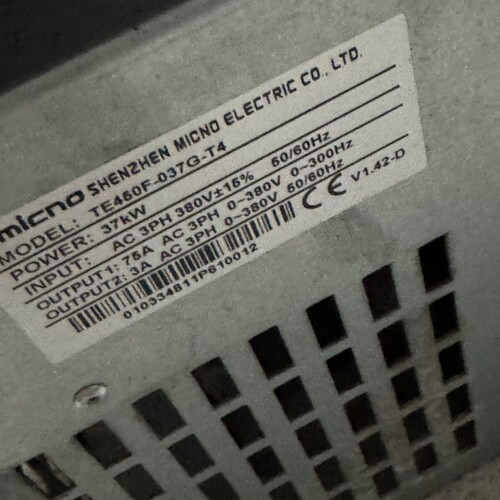 micno SHENZHEN MICNO ELECTRIC CO., LTD.
MODEL: TE460F-037G-T4
POWER: 37kW
INPUT: AC 3PH 380V±15% 50/60Hz
OUTPUT1: 75A AC 3PH 0~380V 0~300Hz
OUTPUT2: 3A AC 3PH 0~380V 50/60Hz
010334811P610012 CE V1.42-D